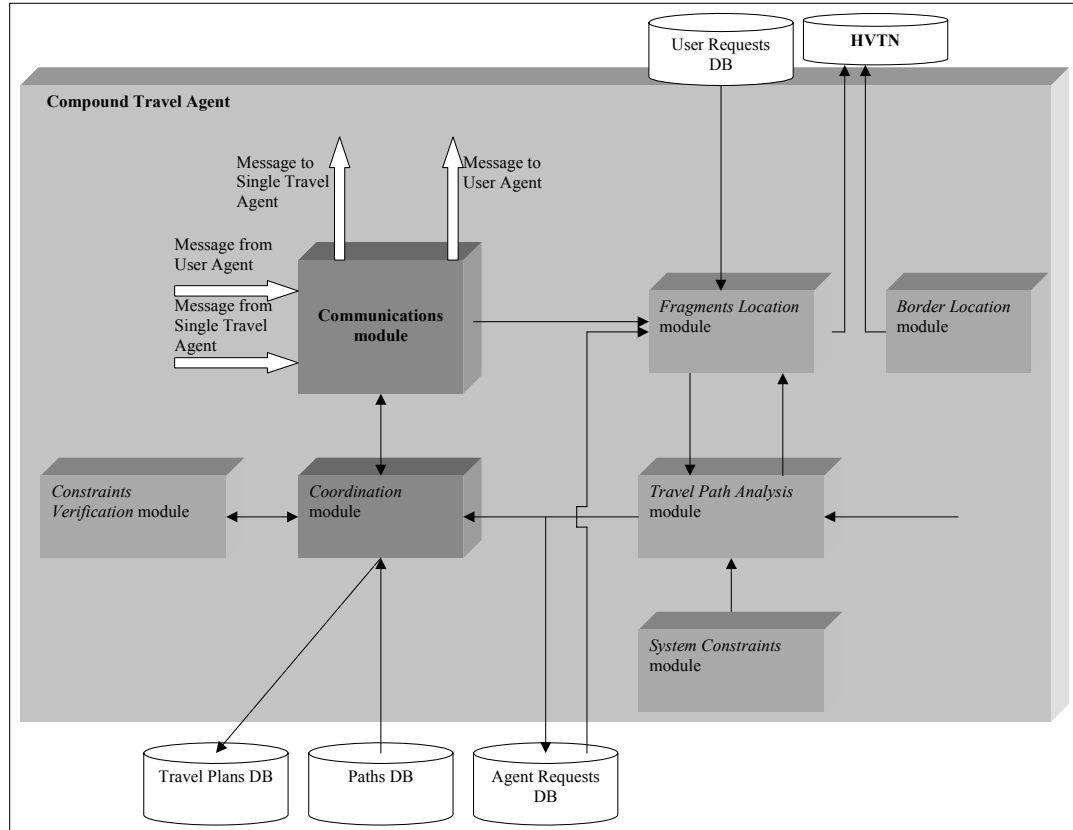 User Requests
DB
HVTN
Compound Travel Agent
Message to
Single Travel
Agent
Message to
User Agent
Message from
User Agent
Message from
Single Travel
Agent
Communications
module
Fragments Location
module
Border Location
module
Constraints
Verification module
Coordination
module
Travel Path Analysis
module
System Constraints
module
Travel Plans DB
Paths DB
Agent Requests
DB